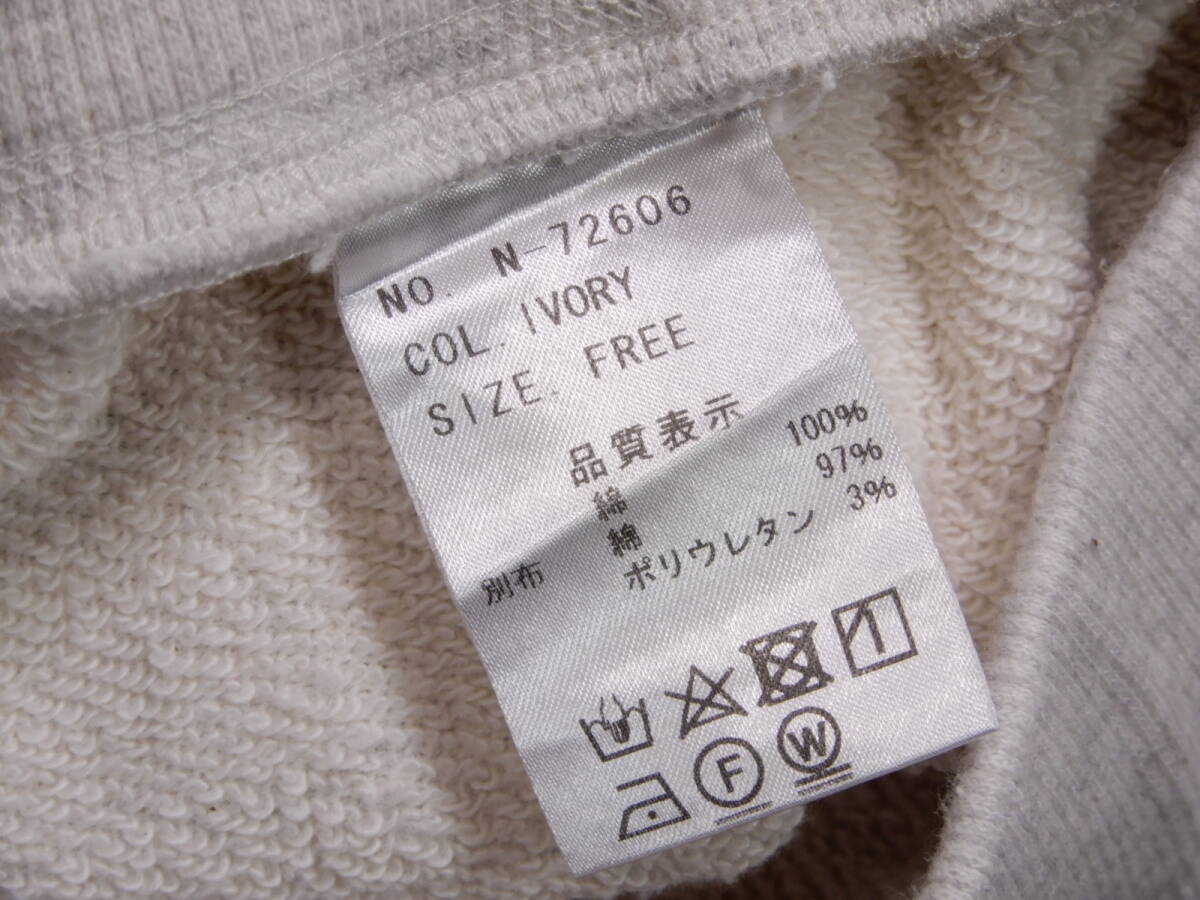 NO. N-72606
COL. IVORY
SIZE. FREE
品質表示
綿 100%
綿 97%
別布 ポリウレタン 3%
F W